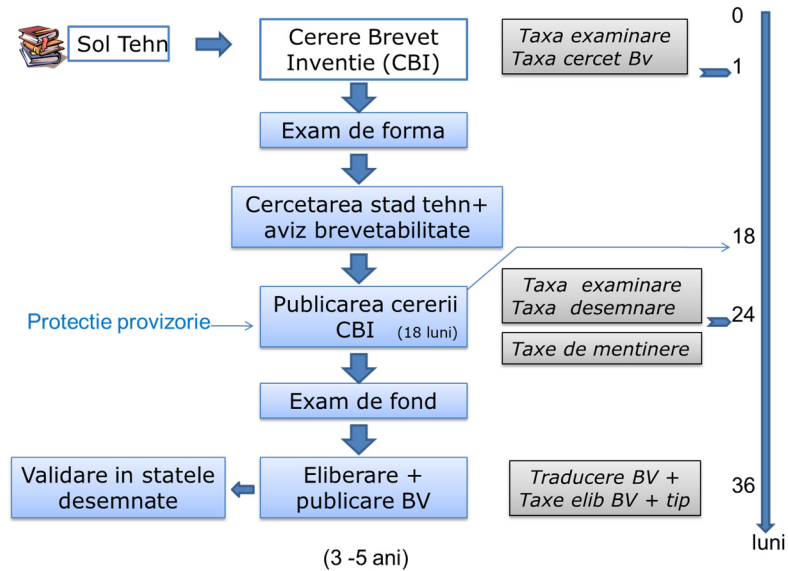 Sol Tehn
Cerere Brevet
Inventie (CBI)
Taxa examinare
Taxa cercet Bv
0
1
Exam de forma
Cercetarea stad tehn+
aviz brevetabilitate
18
Protectie provizorie
Publicarea cererii
CBI (18 luni)
Taxa examinare
Taxa desemnare
24
Taxe de mentinere
Exam de fond
Validare in statele
desemnate
Eliberare +
publicare BV
Traducere BV +
Taxe elib BV + tip
36
luni
(3 -5 ani)